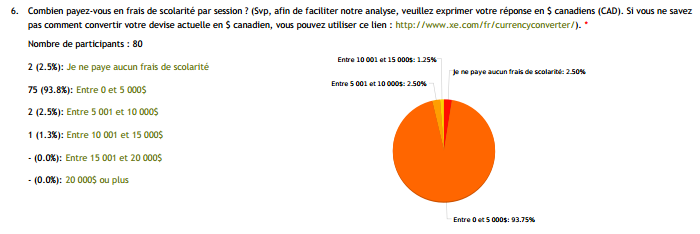 6. Combien payez-vous en frais de scolarité par session ? (Svp, afin de faciliter notre analyse, veuillez exprimer votre réponse en $ canadiens (CAD). Si vous ne savez
pas comment convertir votre devise actuelle en $ canadien, vous pouvez utiliser ce lien : http://www.xe.com/fr/currencyconverter/). *
Nombre de participants : 80
2 (2.5%): Je ne paye aucun frais de scolarité
75 (93.8%): Entre 0 et 5 000$
2 (2.5%): Entre 5 001 et 10 000$
1 (1.3%): Entre 10 001 et 15 000$
- (0.0%): Entre 15 001 et 20 000$
- (0.0%): 20 000$ ou plus
Entre 10 001 et 15 000$: 1.25%
Je ne paye aucun frais de scolarité: 2.50%
Entre 5 001 et 10 000$: 2.50%
Entre 0 et 5 000$: 93.75%